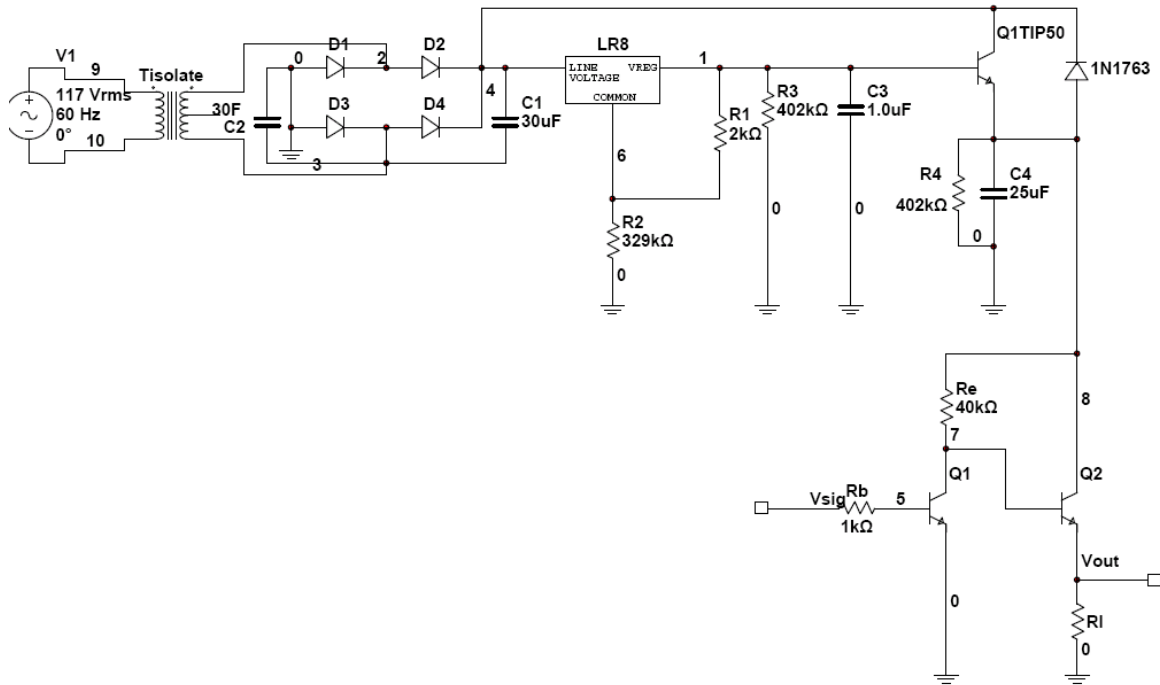 Q1TIP50
V1
9
Tisolate
0
D1
2
D2
LR8
1
117 Vrms
60 Hz
0°
LINE
VOLTAGE
VREG
COMMON
1N1763
4
30F
C2
D3
D4
C1
30uF
R1
2kΩ
R3
402kΩ
C3
1.0uF
10
3
6
R4
402kΩ
C4
25uF
R2
329kΩ
0
0
0
0
Re
40kΩ
8
7
Q1
Q2
Vsig
Rb
5
1kΩ
Vout
0
Rl
0